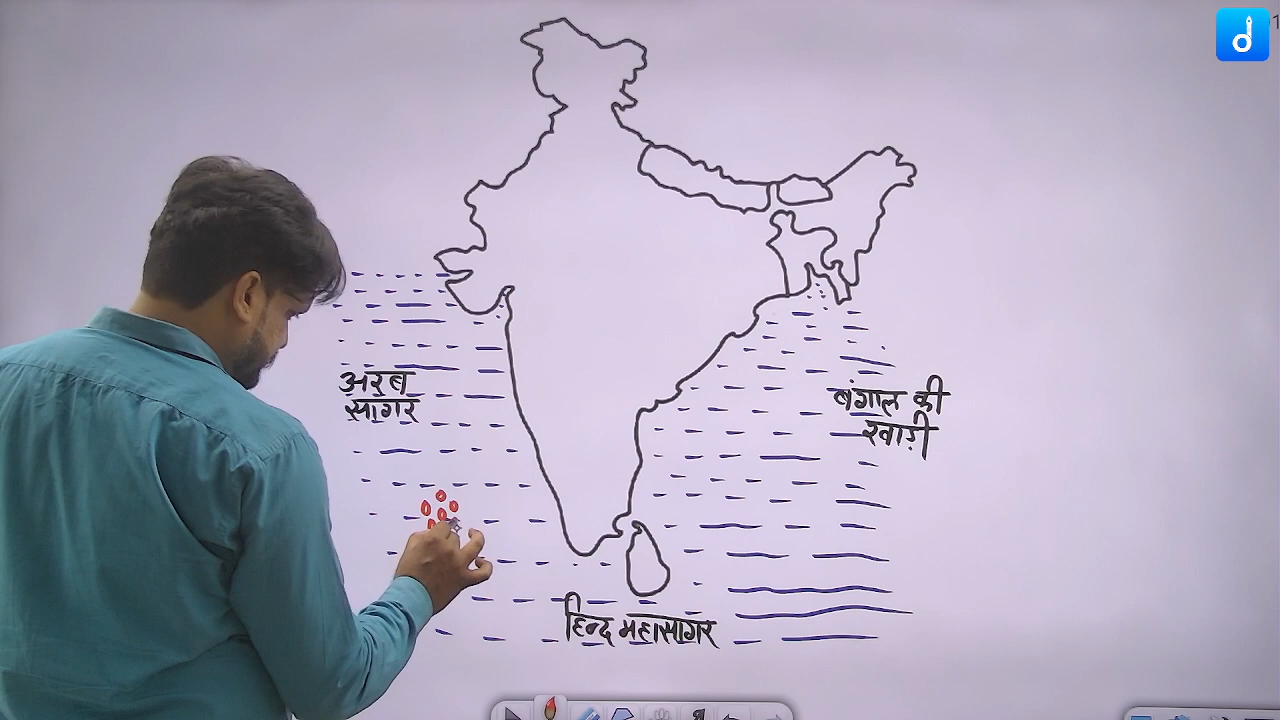 अरब
सागर
बंगाल की
खाड़ी
हिन्द महासागर